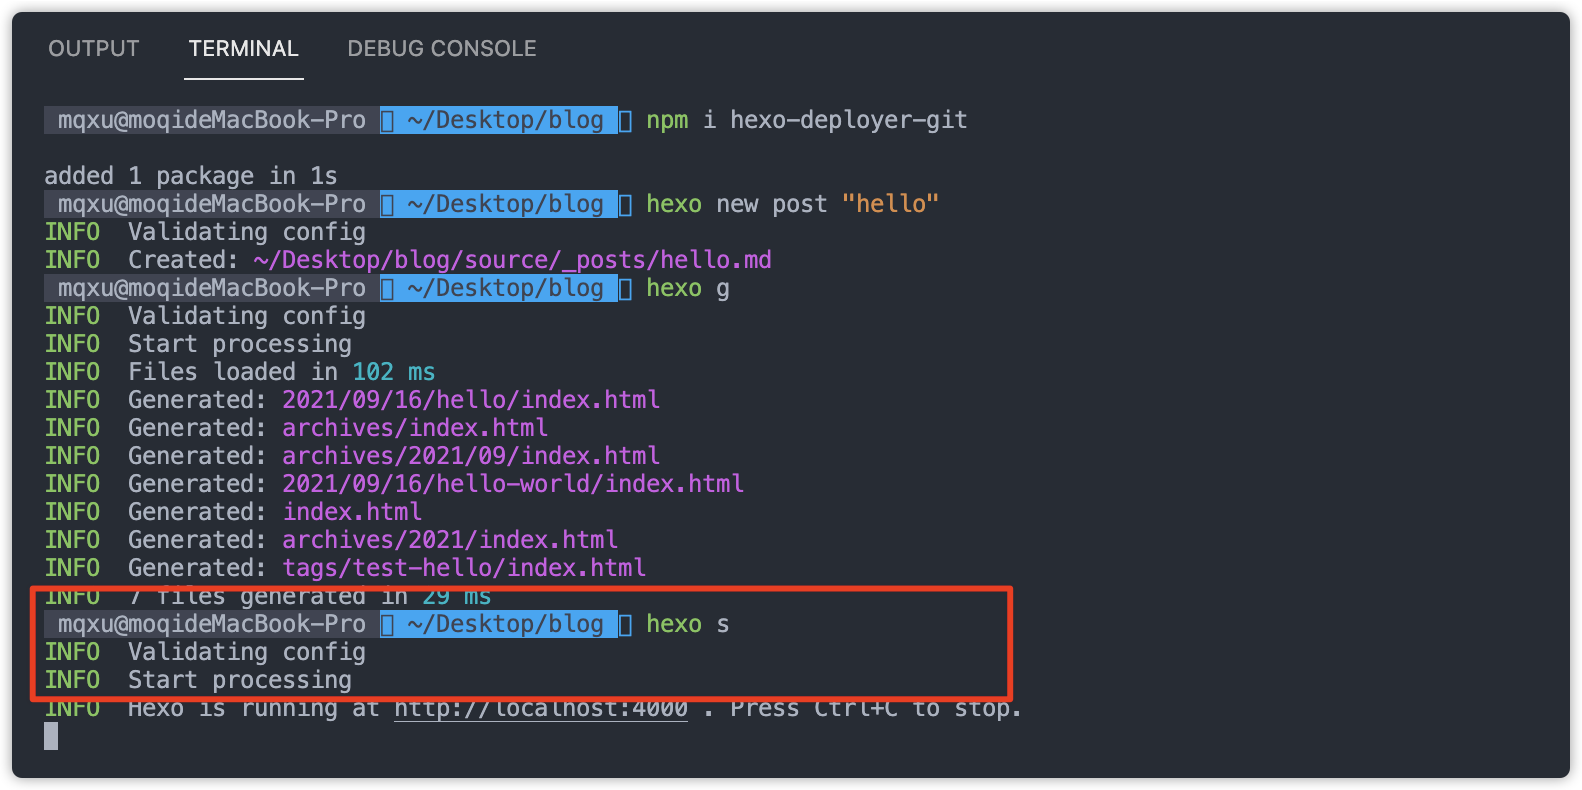 OUTPUT TERMINAL DEBUG CONSOLE
mqxu@moqideMacBook-Pro ~/Desktop/blog npm i hexo-deployer-git
added 1 package in 1s
mqxu@moqideMacBook-Pro ~/Desktop/blog hexo new post "hello"
INFO Validating config
INFO Created: ~/Desktop/blog/source/_posts/hello.md
mqxu@moqideMacBook-Pro ~/Desktop/blog hexo g
INFO Validating config
INFO Start processing
INFO Files loaded in 102 ms
INFO Generated: 2021/09/16/hello/index.html
INFO Generated: archives/index.html
INFO Generated: archives/2021/09/index.html
INFO Generated: 2021/09/16/hello-world/index.html
INFO Generated: index.html
INFO Generated: archives/2021/index.html
INFO Generated: tags/test-hello/index.html
INFO 7 files generated in 29 ms
mqxu@moqideMacBook-Pro ~/Desktop/blog hexo s
INFO Validating config
INFO Start processing
INFO Hexo is running at http://localhost:4000 . Press Ctrl+C to stop.